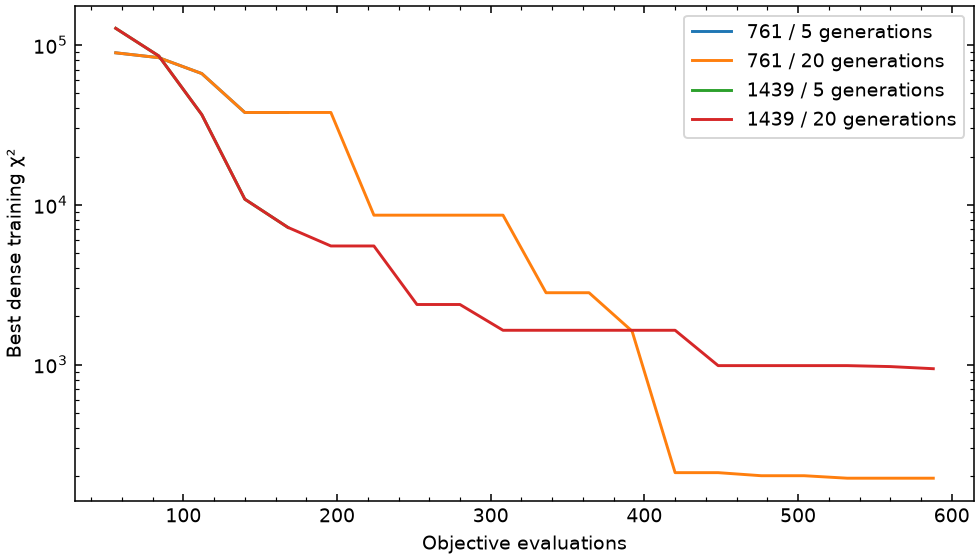 761 / 5 generations
761 / 20 generations
1439 / 5 generations
1439 / 20 generations
Best dense training χ²
10⁵
10⁴
10³
100 200 300 400 500 600
Objective evaluations